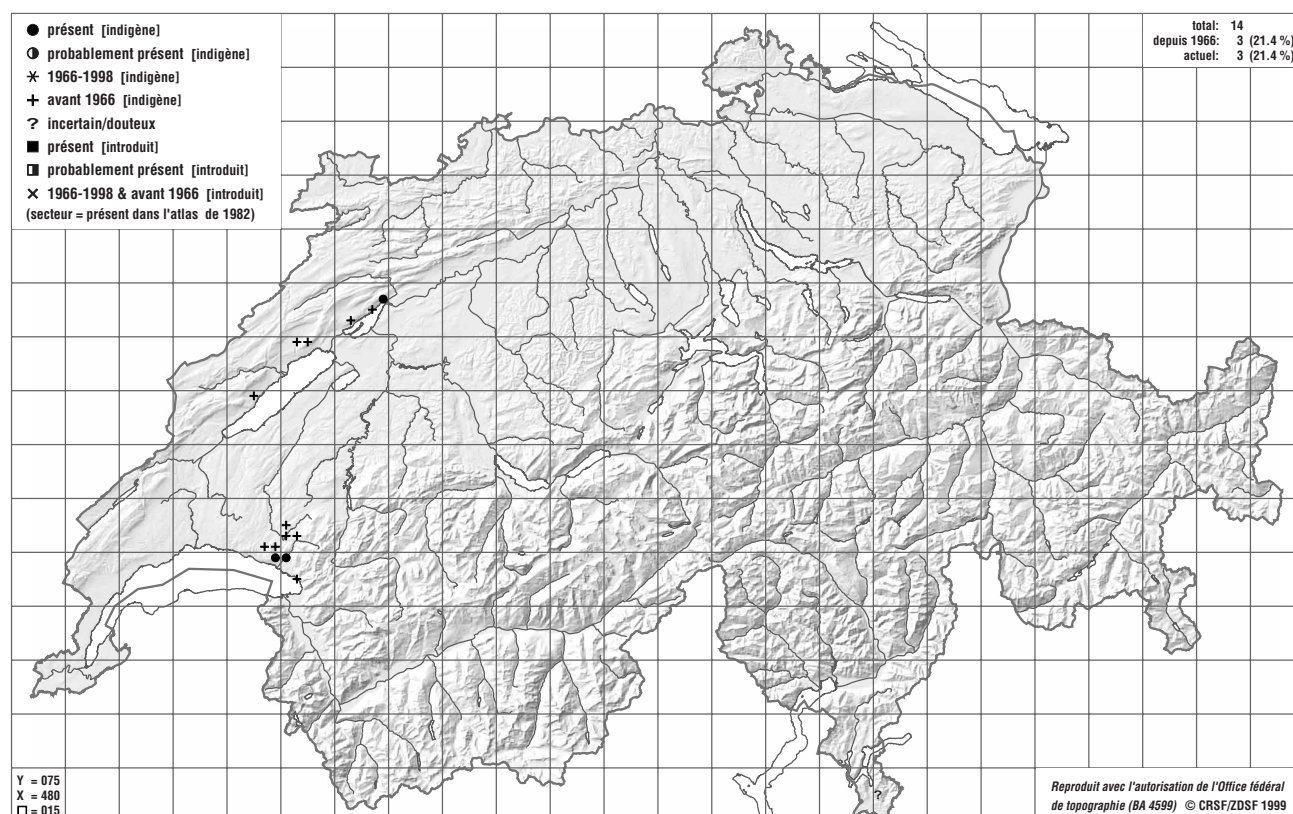 ● présent [indigène]
◑ probablement présent [indigène]
✳ 1966-1998 [indigène]
+ avant 1966 [indigène]
? incertain/douteux
■ présent [introduit]
◧ probablement présent [introduit]
× 1966-1998 & avant 1966 [introduit]
(secteur = présent dans l'atlas de 1982)
total: 14
depuis 1966: 3 (21.4 %)
actuel: 3 (21.4 %)
?
Y = 075
X = 480
□ = 015
Reproduit avec l'autorisation de l'Office fédéral
de topographie (BA 4599) © CRSF/ZDSF 1999